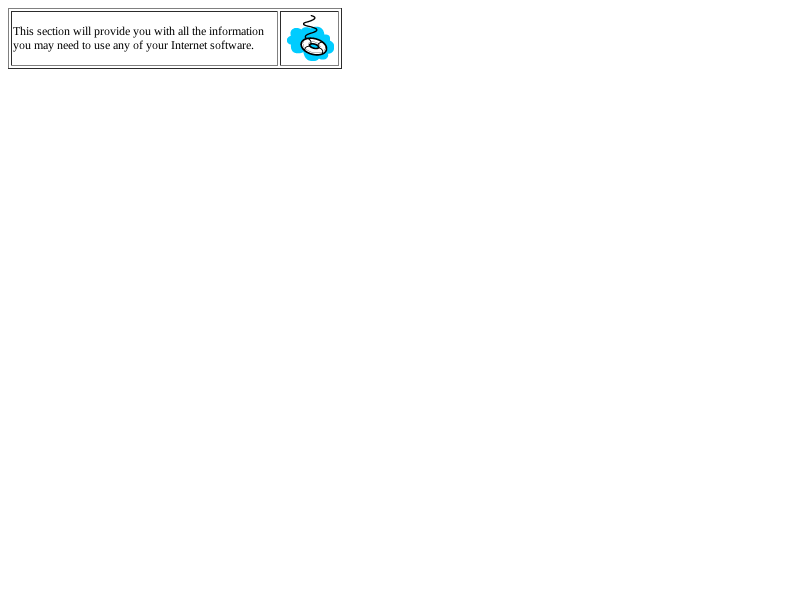 This section will provide you with all the information
you may need to use any of your Internet software.